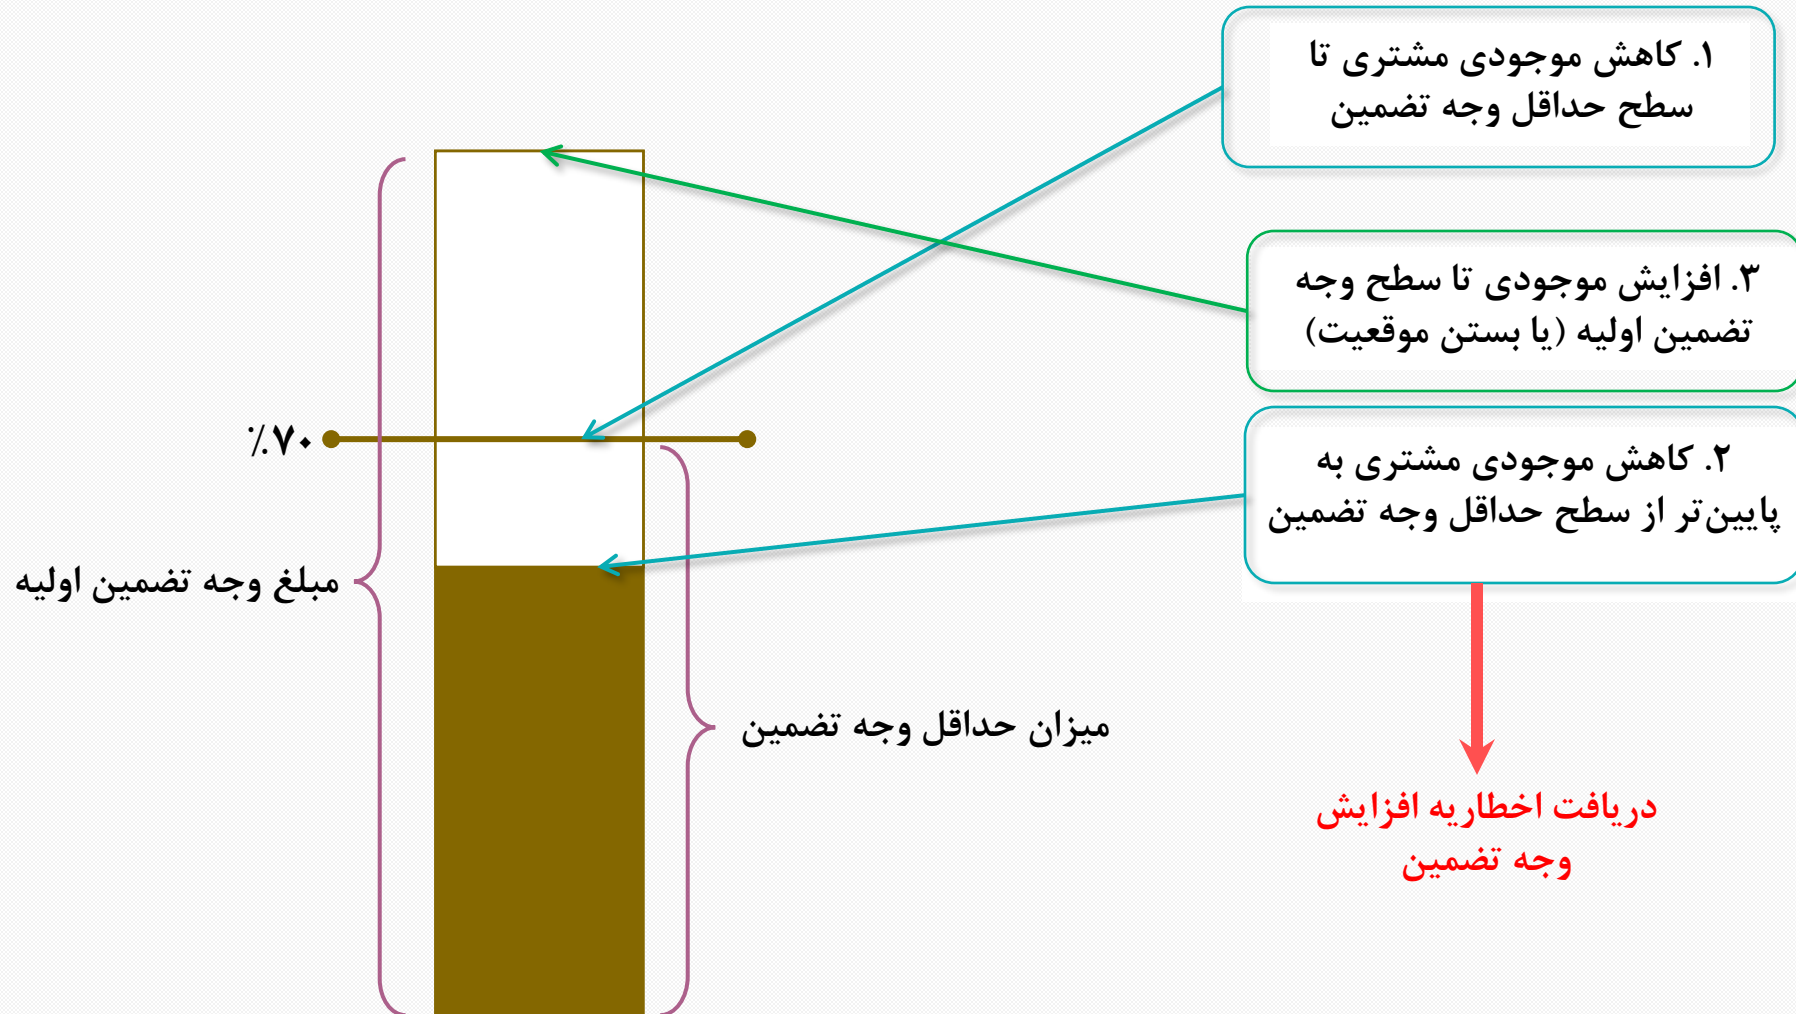 ۱. کاهش موجودی مشتری تا
سطح حداقل وجه تضمین
۳. افزایش موجودی تا سطح وجه
تضمین اولیه (یا بستن موقعیت)
٪۷۰
۲. کاهش موجودی مشتری به
پایین‌تر از سطح حداقل وجه تضمین
مبلغ وجه تضمین اولیه
میزان حداقل وجه تضمین
دریافت اخطاریه افزایش
وجه تضمین